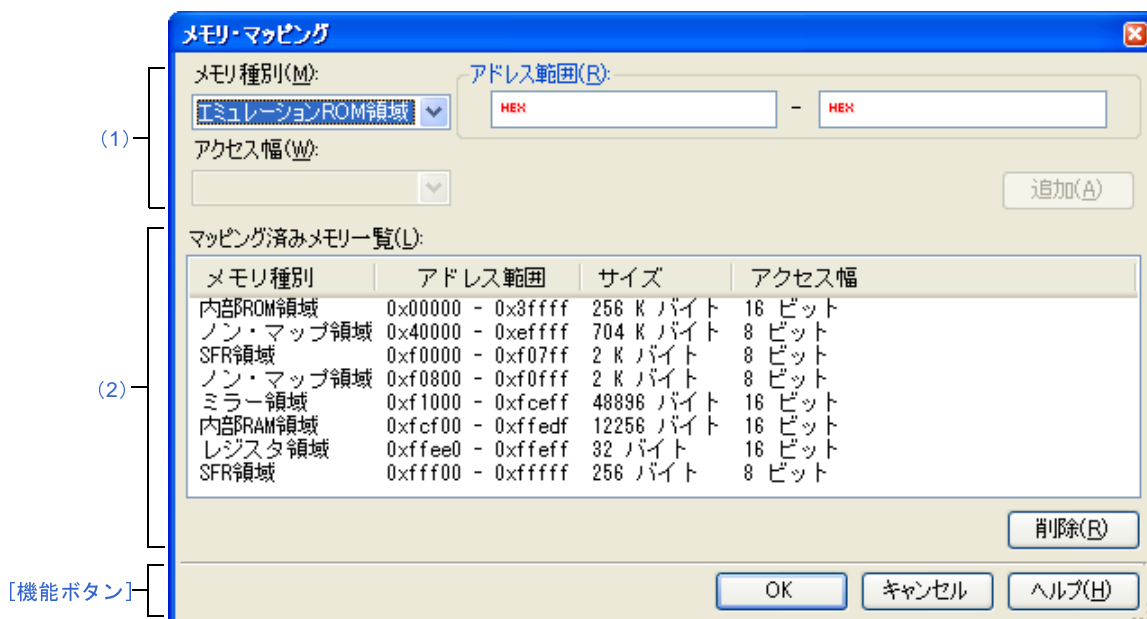 メモリ・マッピング
メモリ種別(M):
アドレス範囲(R):
エミュレーションROM領域
HEX - HEX
(1)
アクセス幅(W):
追加(A)
マッピング済みメモリ一覧(L):
メモリ種別 アドレス範囲 サイズ アクセス幅
内部ROM領域 0x00000 - 0x3ffff 256 K バイト 16 ビット
ノン・マップ領域 0x40000 - 0xeffff 704 K バイト 8 ビット
SFR領域 0xf0000 - 0xf07ff 2 K バイト 8 ビット
ノン・マップ領域 0xf0800 - 0xf0fff 2 K バイト 8 ビット
(2)
ミラー領域 0xf1000 - 0xfceff 48896 バイト 16 ビット
内部RAM領域 0xfcf00 - 0xffedf 12256 バイト 16 ビット
レジスタ領域 0xffee0 - 0xffeff 32 バイト 16 ビット
SFR領域 0xfff00 - 0xfffff 256 バイト 8 ビット
削除(R)
[機能ボタン]
OK キャンセル ヘルプ(H)